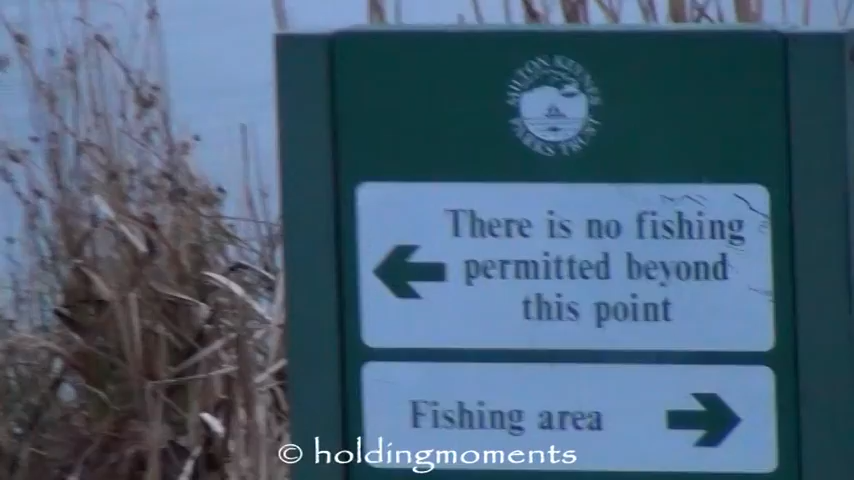 MILTON KEYNES
PARKS TRUST
There is no fishing
permitted beyond
this point
Fishing area
© holdingmoments